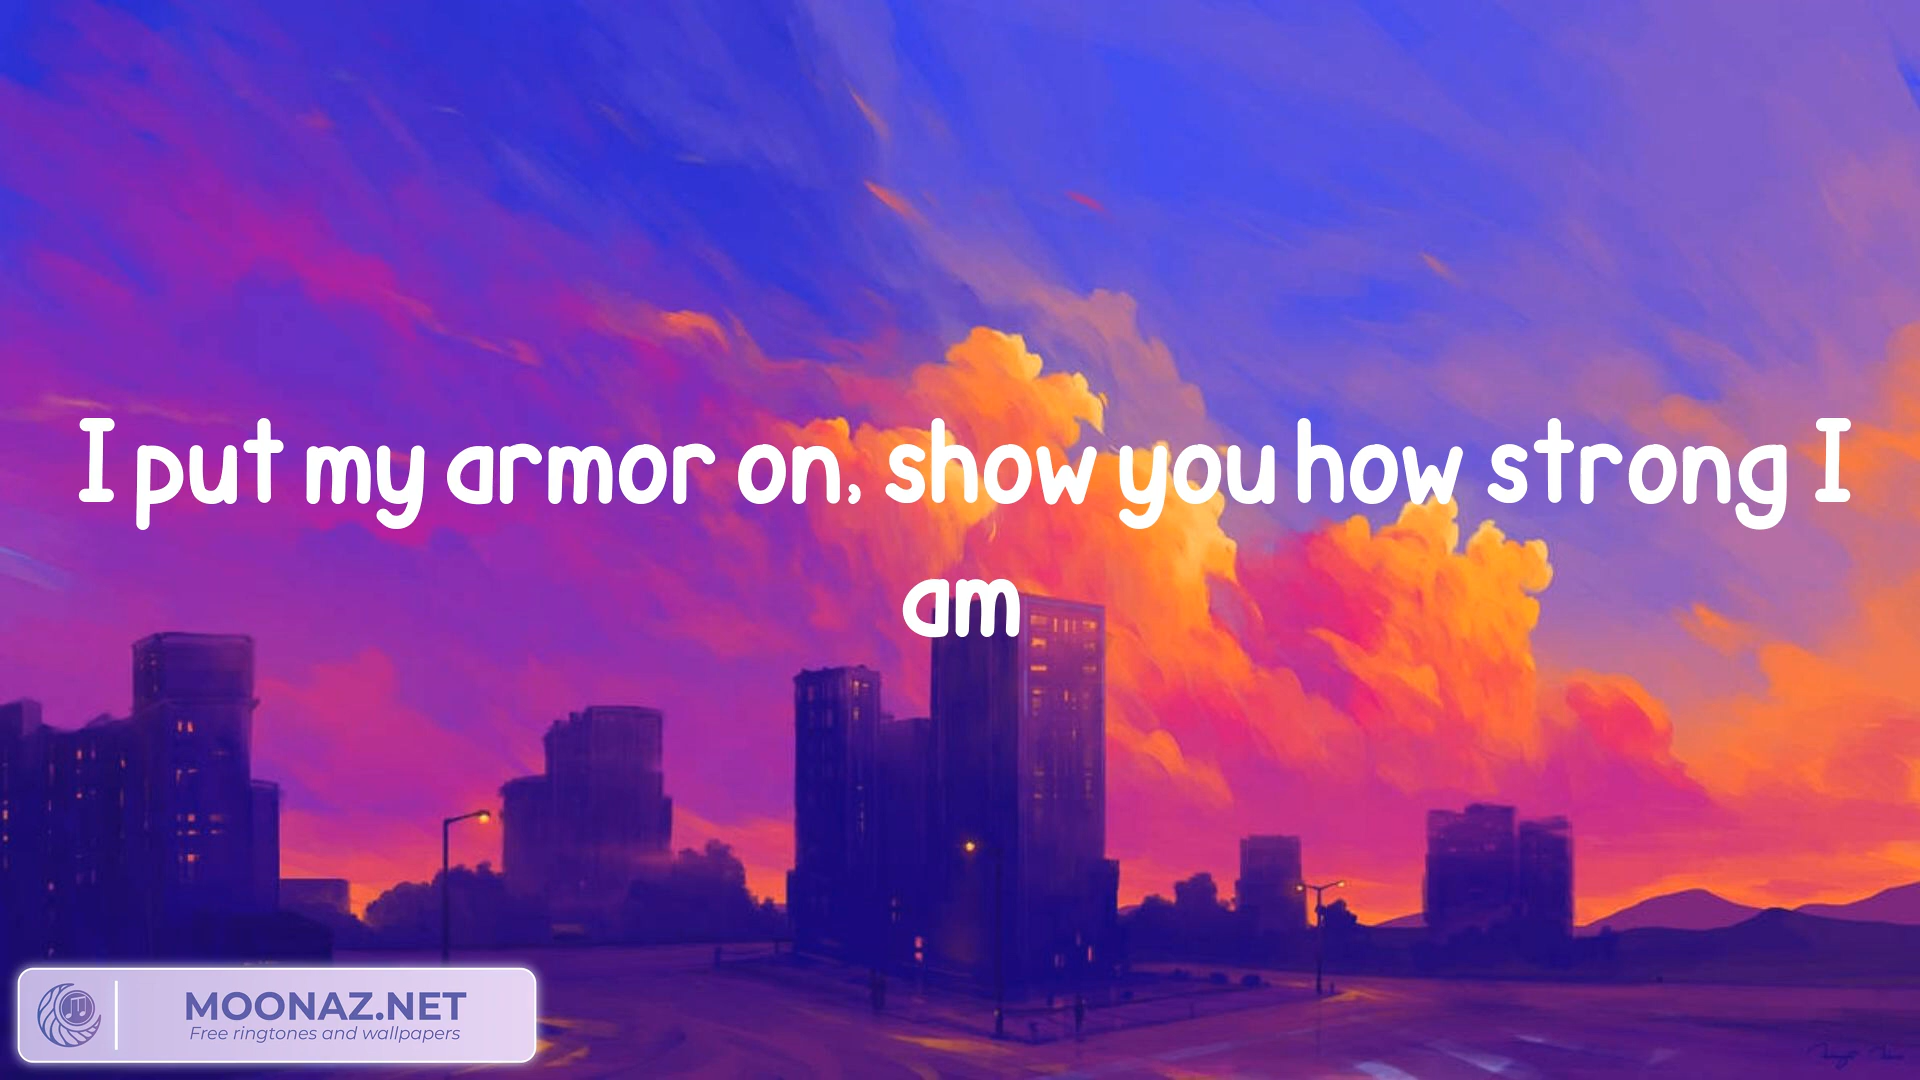 I put my armor on, show you how strong I
am
MOONAZ.NET
Free ringtones and wallpapers